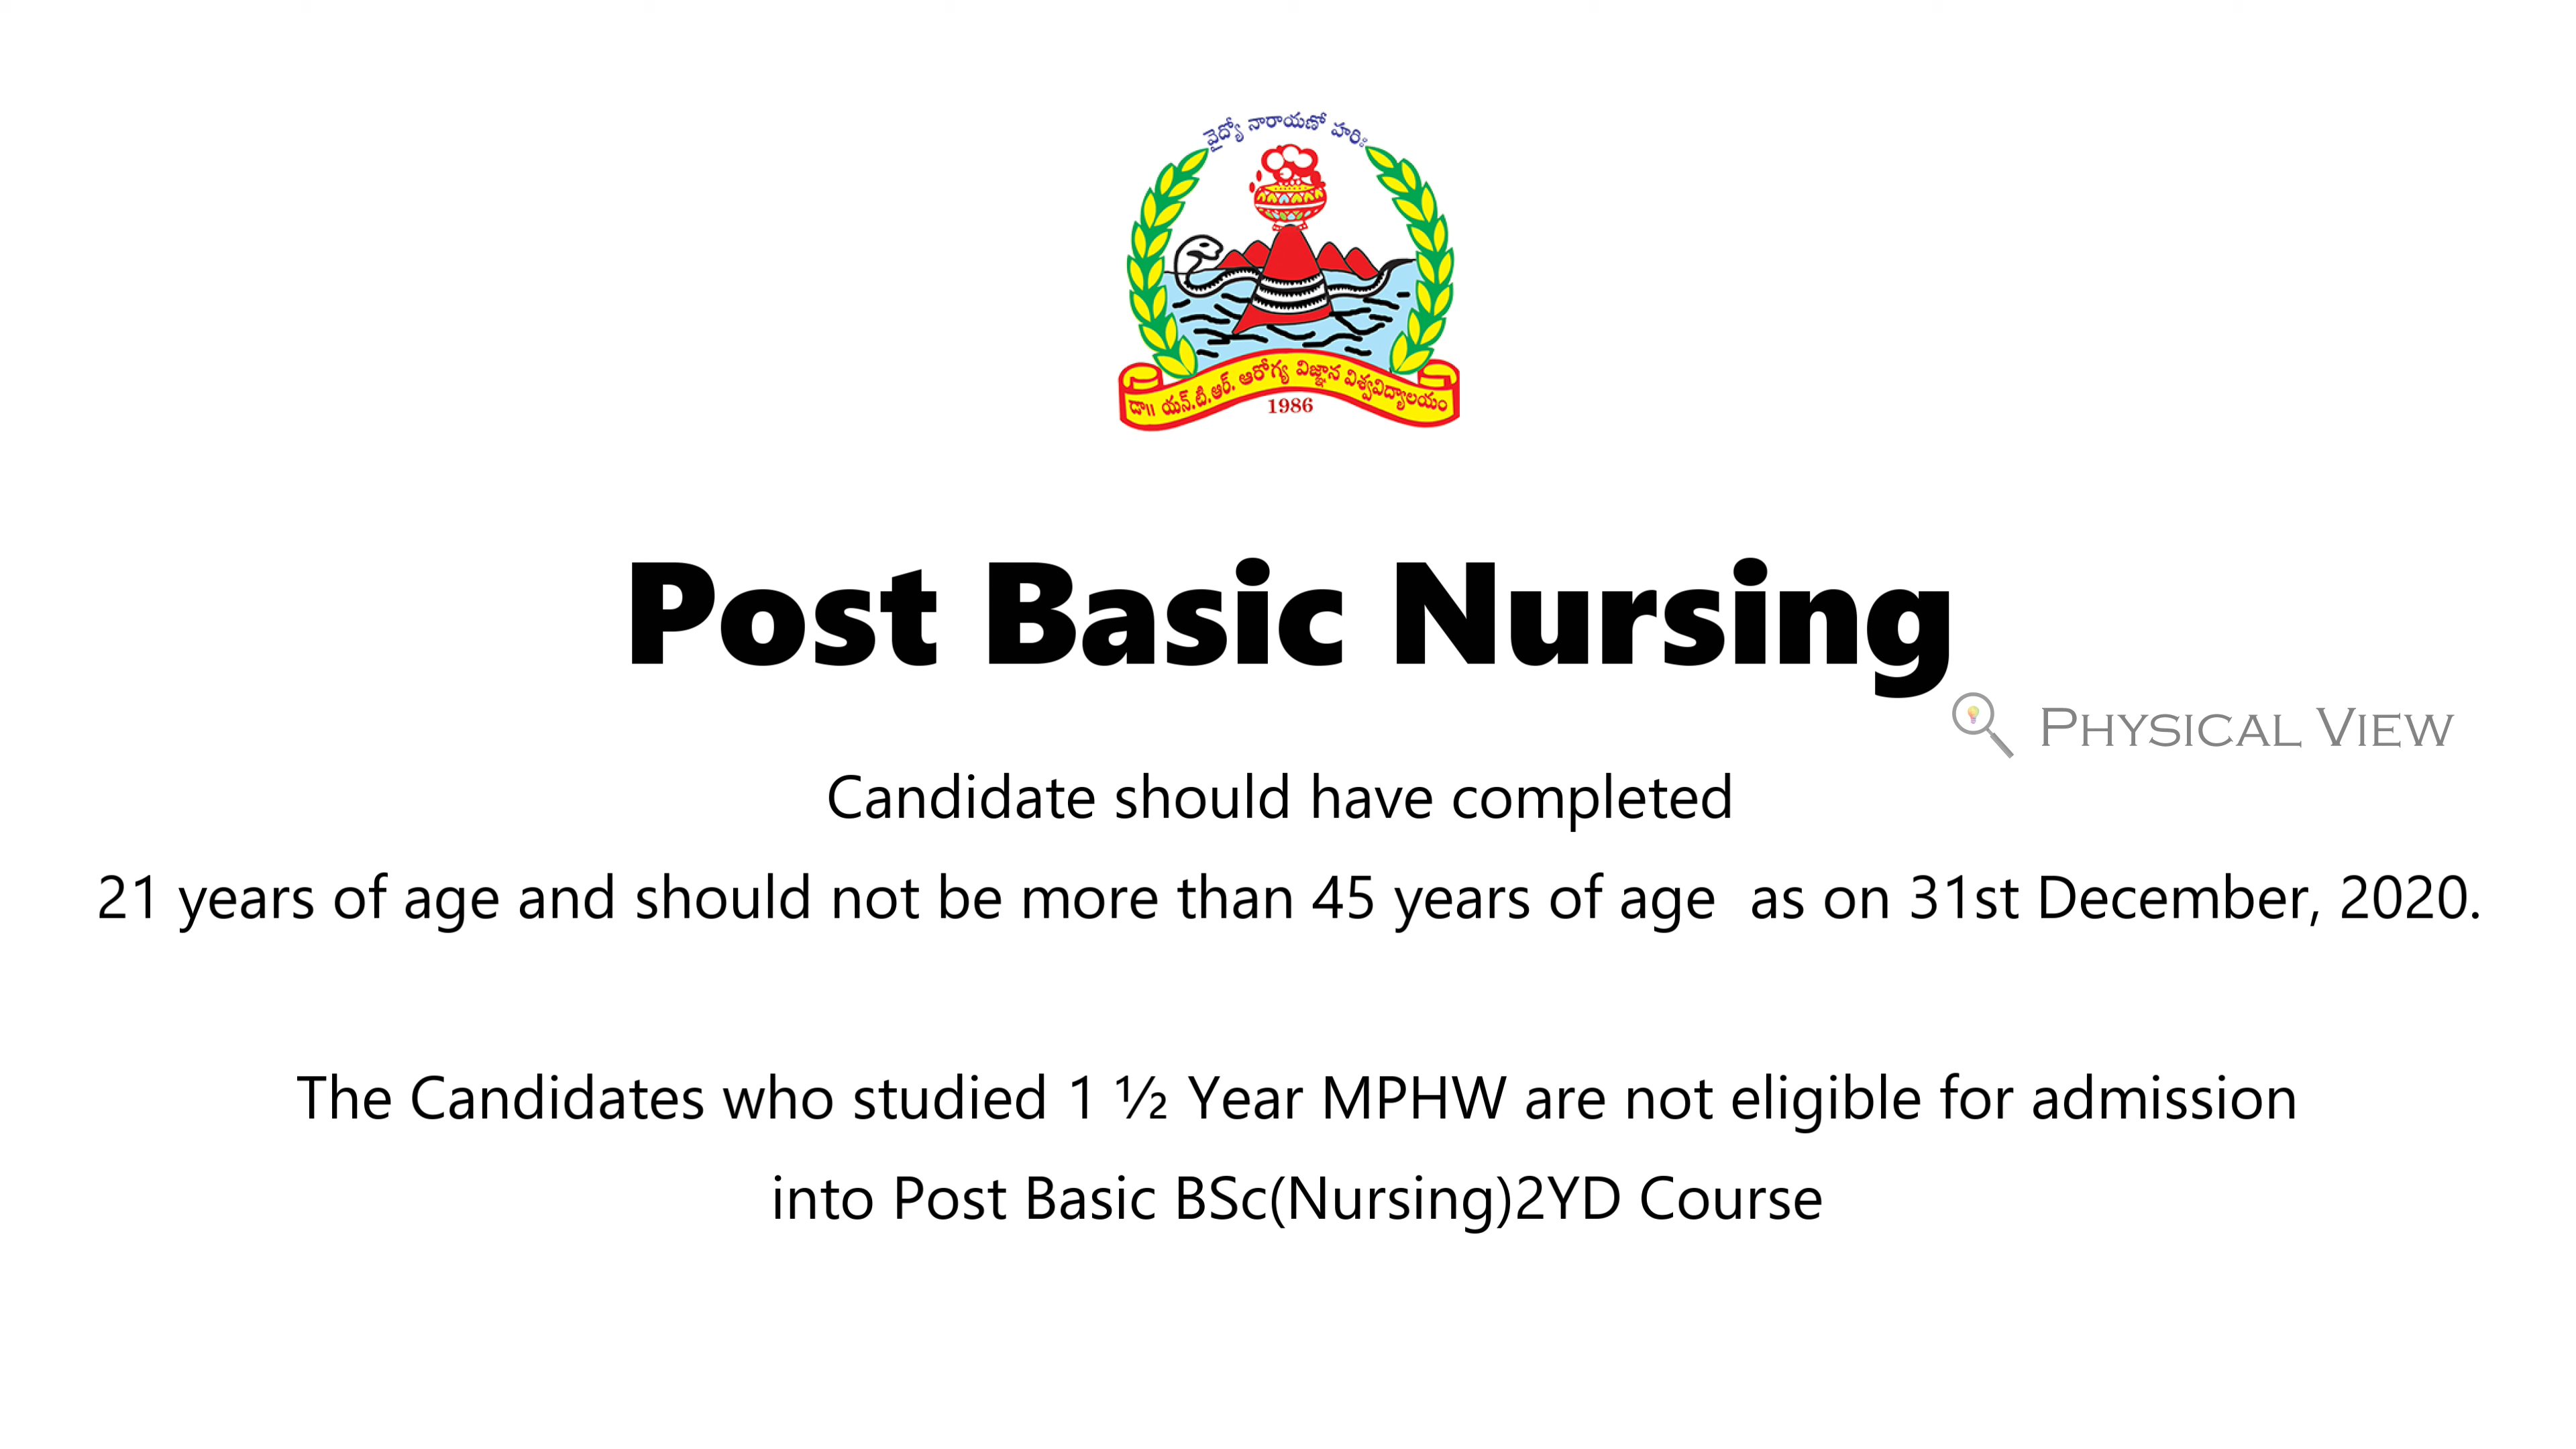 వైద్యో నారాయణో హరిః
డా॥ యన్.టి.ఆర్. ఆరోగ్య విజ్ఞాన విశ్వవిద్యాలయం
1986
Post Basic Nursing
Physical View
Candidate should have completed
21 years of age and should not be more than 45 years of age as on 31st December, 2020.
The Candidates who studied 1 ½ Year MPHW are not eligible for admission
into Post Basic BSc(Nursing)2YD Course